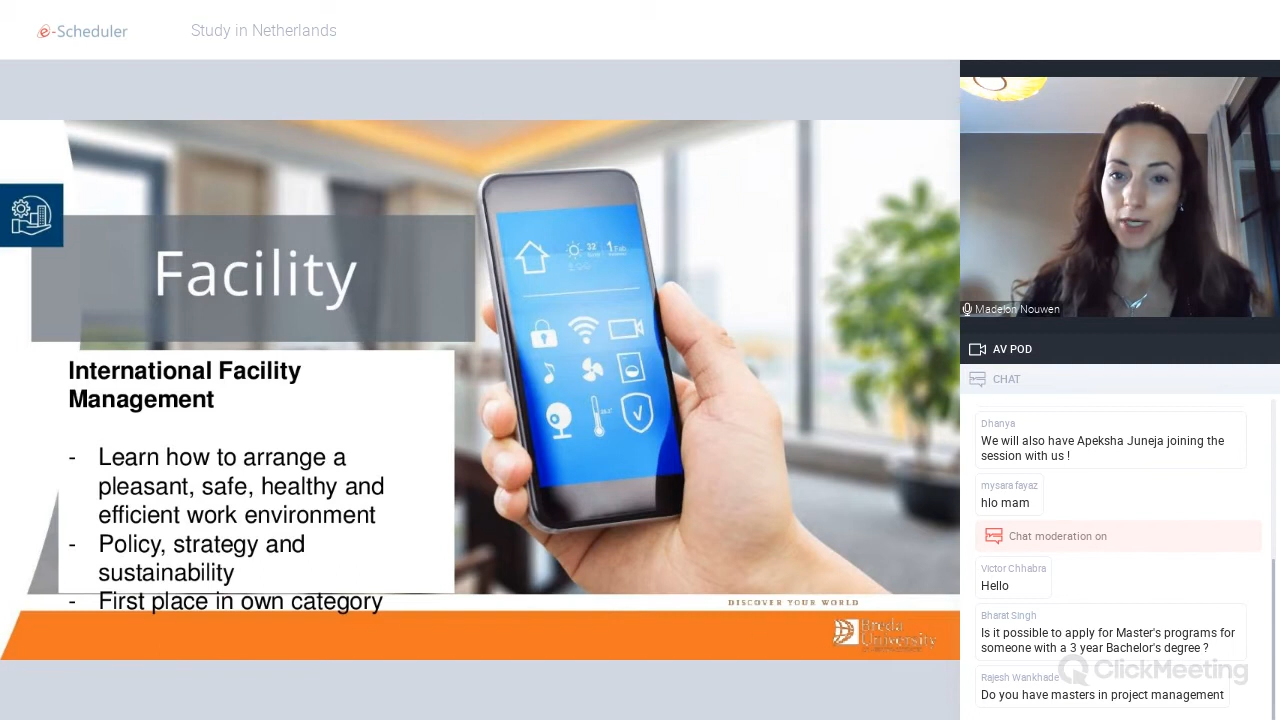 e-Scheduler
Study in Netherlands
Facility
International Facility
Management
- Learn how to arrange a
pleasant, safe, healthy and
efficient work environment
- Policy, strategy and
sustainability
- First place in own category
DISCOVER YOUR WORLD
Breda
University
Madelon Nouwen
AV POD
CHAT
Dhanya
We will also have Apeksha Juneja joining the
session with us !
mysara fayaz
hlo mam
Chat moderation on
Victor Chhabra
Hello
Bharat Singh
Is it possible to apply for Master's programs for
someone with a 3 year Bachelor's degree ?
Rajesh Wankhade
Do you have masters in project management
ClickMeeting